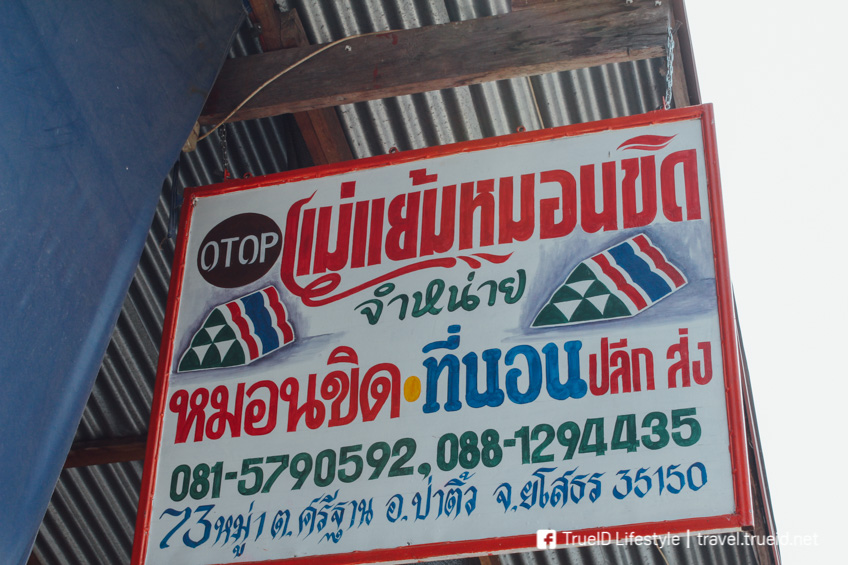 OTOP แม่แย้มหมอนขิด
จำหน่าย
หมอนขิด • ที่นอน ปลีก ส่ง
081-5790592, 088-1294435
73 หมู่ 1 ต.ศรีฐาน อ.ป่าติ้ว จ.ยโสธร 35150
TrueID Lifestyle | travel.trueid.net